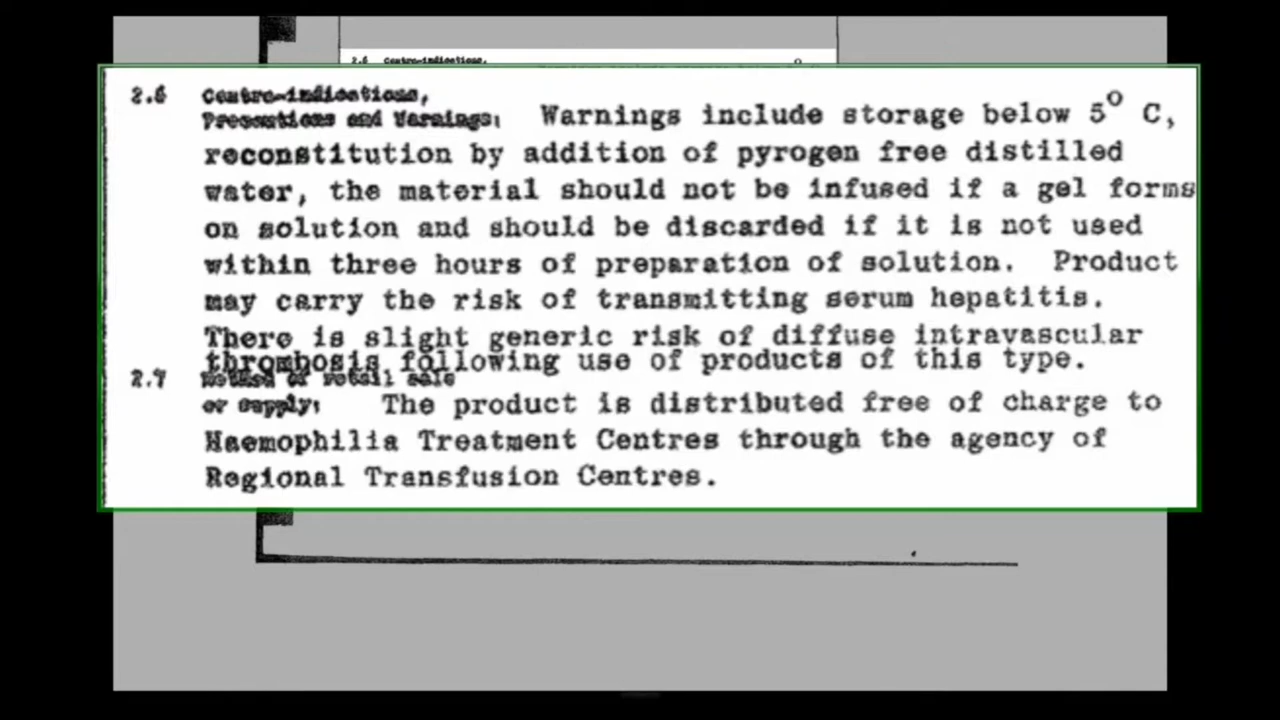 2.6 Contra-indications,
2.6 Contra-indications,
Precautions and Warnings: Warnings include storage below 5° C,
reconstitution by addition of pyrogen free distilled
water, the material should not be infused if a gel forms
on solution and should be discarded if it is not used
within three hours of preparation of solution. Product
may carry the risk of transmitting serum hepatitis.
There is slight generic risk of diffuse intravascular
thrombosis following use of products of this type.
2.7 Method of retail sale
or supply: The product is distributed free of charge to
Haemophilia Treatment Centres through the agency of
Regional Transfusion Centres.